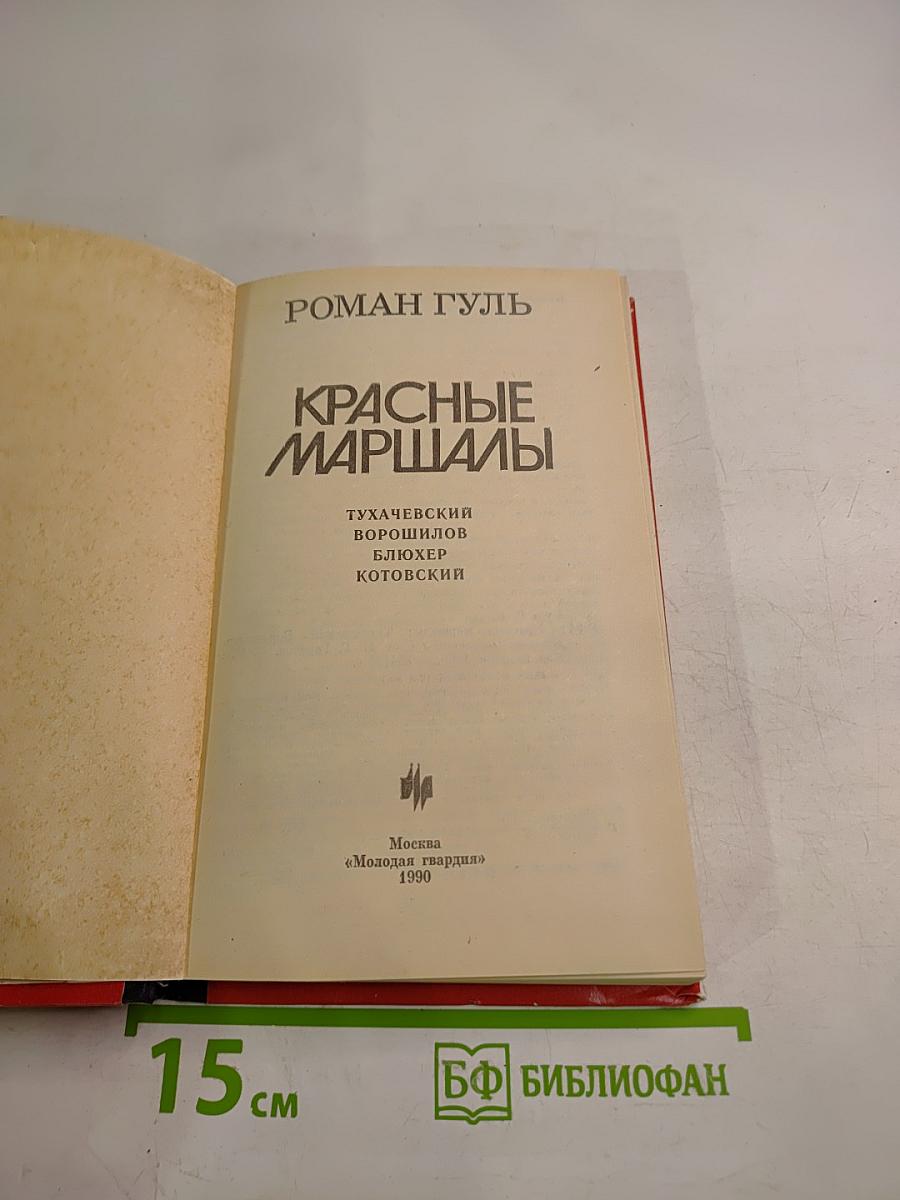 РОМАН ГУЛЬ
КРАСНЫЕ
МАРШАЛЫ
ТУХАЧЕВСКИЙ
ВОРОШИЛОВ
БЛЮХЕР
КОТОВСКИЙ
Москва
«Молодая гвардия»
1990
15 см
БФ БИБЛИОФАН